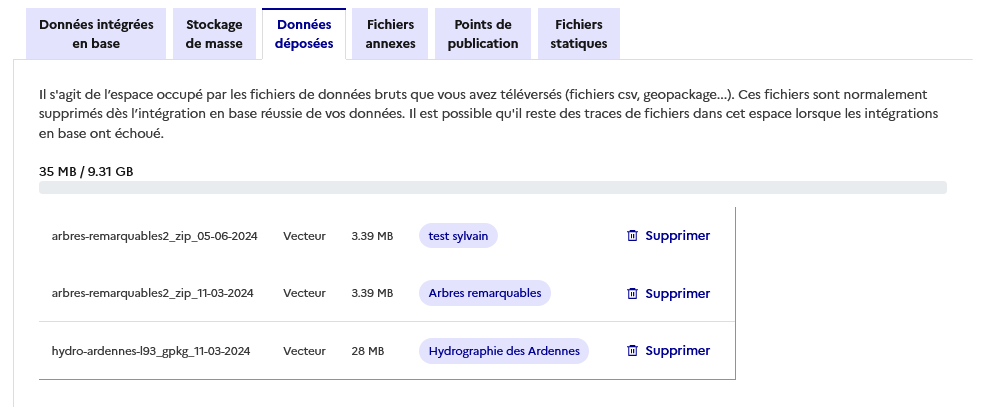 Données intégrées
en base
Stockage
de masse
Données
déposées
Fichiers
annexes
Points de
publication
Fichiers
statiques
Il s'agit de l'espace occupé par les fichiers de données bruts que vous avez téléversés (fichiers csv, geopackage...). Ces fichiers sont normalement
supprimés dès l'intégration en base réussie de vos données. Il est possible qu'il reste des traces de fichiers dans cet espace lorsque les intégrations
en base ont échoué.
35 MB / 9.31 GB
arbres-remarquables2_zip_05-06-2024 Vecteur 3.39 MB test sylvain Supprimer
arbres-remarquables2_zip_11-03-2024 Vecteur 3.39 MB Arbres remarquables Supprimer
hydro-ardennes-l93_gpkg_11-03-2024 Vecteur 28 MB Hydrographie des Ardennes Supprimer